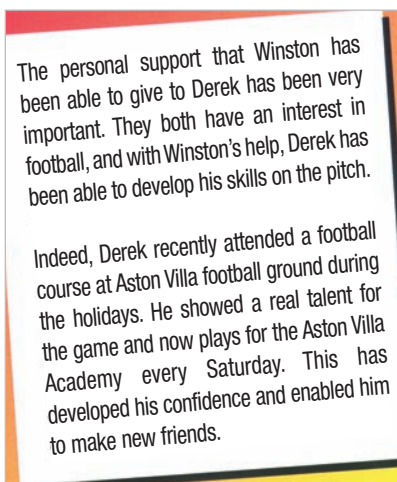 The personal support that Winston has
been able to give to Derek has been very
important. They both have an interest in
football, and with Winston's help, Derek has
been able to develop his skills on the pitch.
Indeed, Derek recently attended a football
course at Aston Villa football ground during
the holidays. He showed a real talent for
the game and now plays for the Aston Villa
Academy every Saturday. This has
developed his confidence and enabled him
to make new friends.